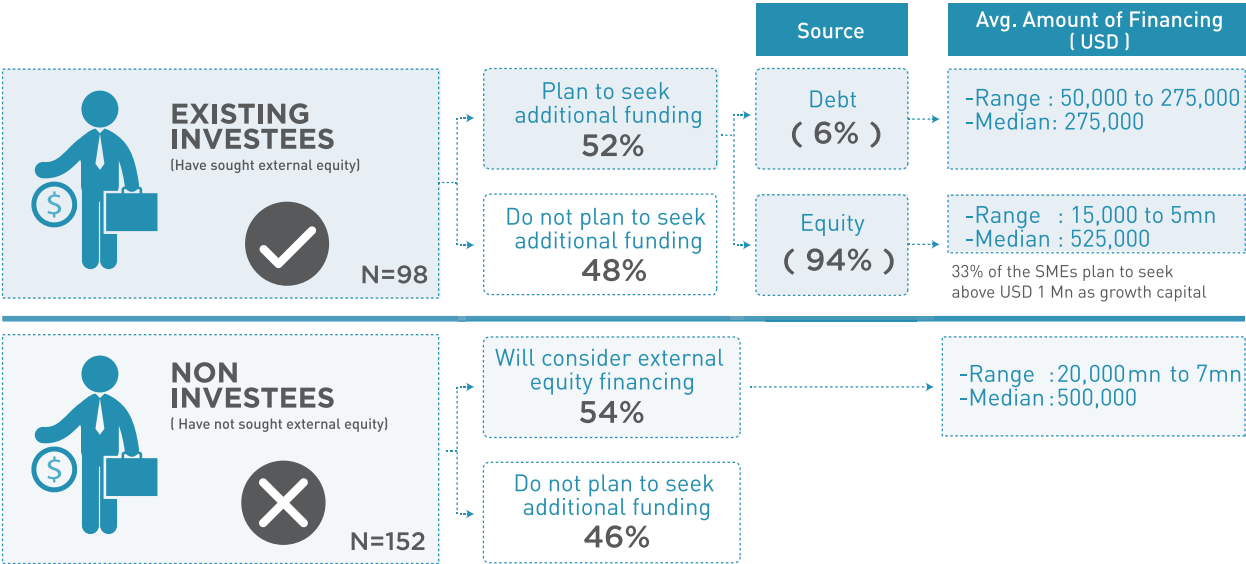 Source
Avg. Amount of Financing
( USD )
EXISTING
INVESTEES
(Have sought external equity)
$
N=98
Plan to seek
additional funding
52%
Do not plan to seek
additional funding
48%
Debt
( 6% )
Equity
( 94% )
-Range : 50,000 to 275,000
-Median: 275,000
-Range : 15,000 to 5mn
-Median : 525,000
33% of the SMEs plan to seek
above USD 1 Mn as growth capital
NON
INVESTEES
( Have not sought external equity)
$
N=152
Will consider external
equity financing
54%
Do not plan to seek
additional funding
46%
-Range :20,000mn to 7mn
-Median :500,000